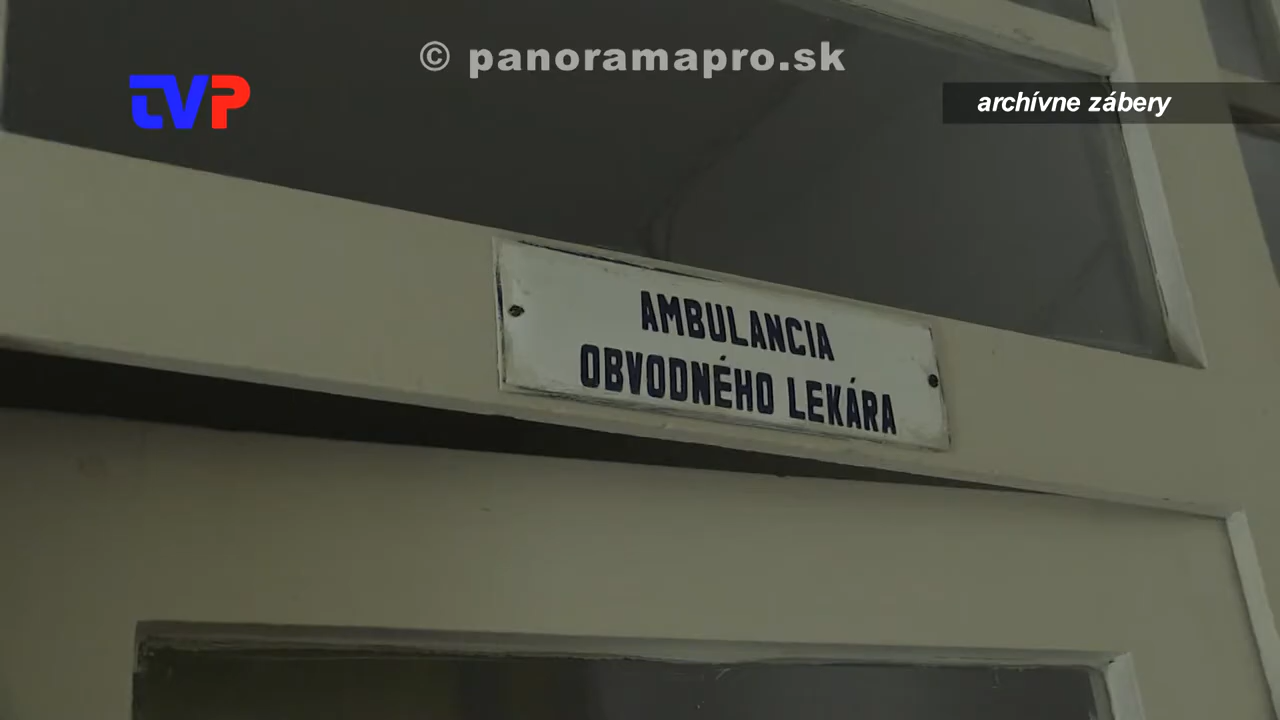 © panoramapro.sk
TVP
archívne zábery
AMBULANCIA
OBVODNÉHO LEKÁRA